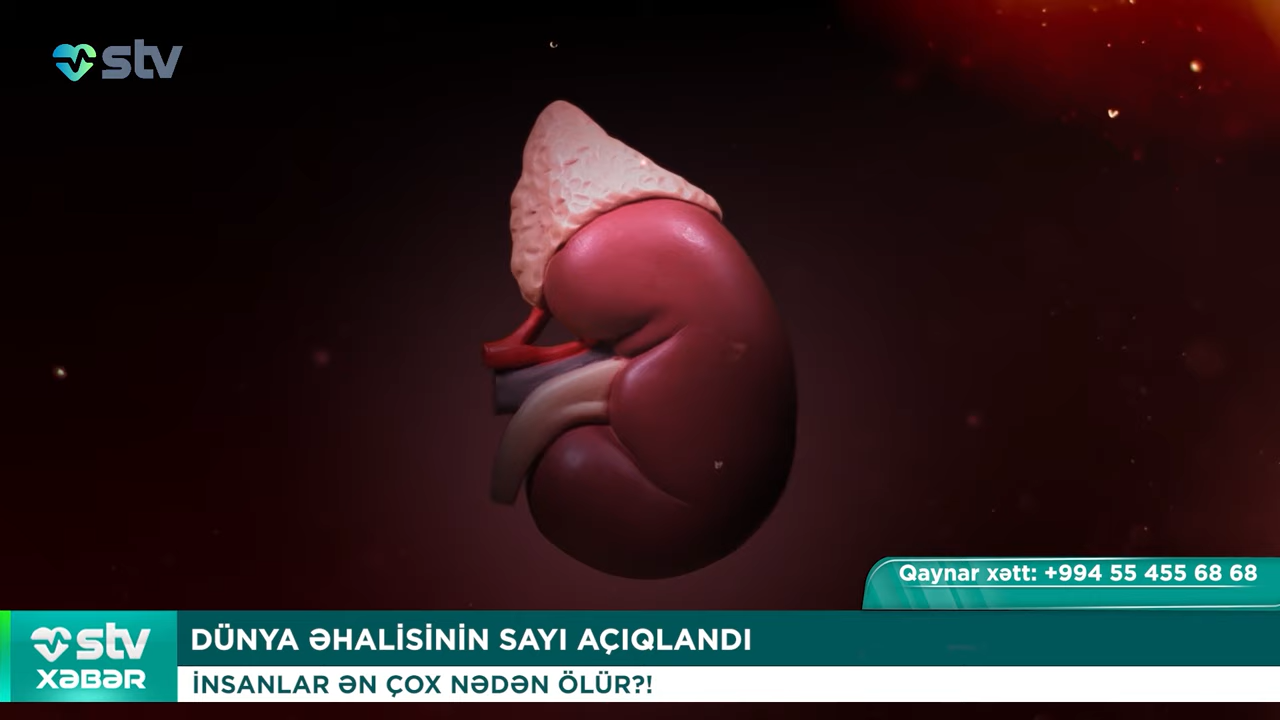 stv
Qaynar xətt: +994 55 455 68 68
stv
XƏBƏR
DÜNYA ƏHALİSİNİN SAYI AÇIQLANDI
İNSANLAR ƏN ÇOX NƏDƏN ÖLÜR?!